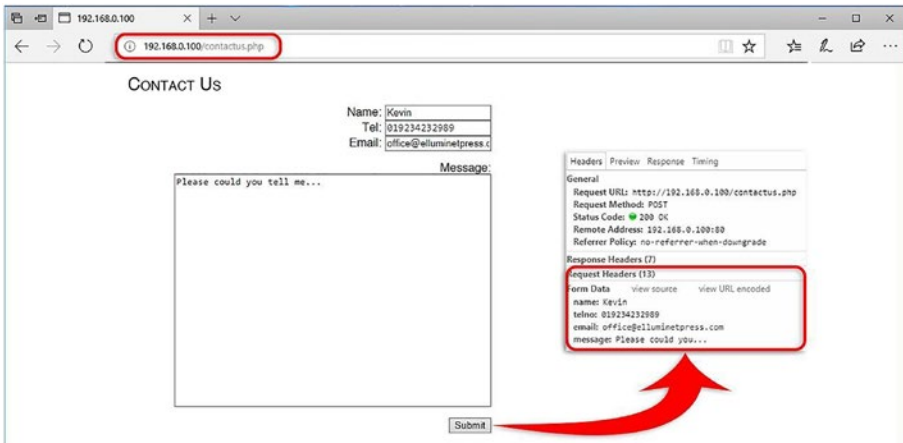 192.168.0.100
192.168.0.100/contactus.php
CONTACT US
Name: Kevin
Tel: 019234232989
Email: office@elluminetpress.c
Message:
Please could you tell me...
Submit
Headers Preview Response Timing
General
Request URL: http://192.168.0.100/contactus.php
Request Method: POST
Status Code: 200 OK
Remote Address: 192.168.0.100:80
Referrer Policy: no-referrer-when-downgrade
Response Headers (7)
Request Headers (13)
Form Data view source view URL encoded
name: Kevin
telno: 019234232989
email: office@elluminetpress.com
message: Please could you...